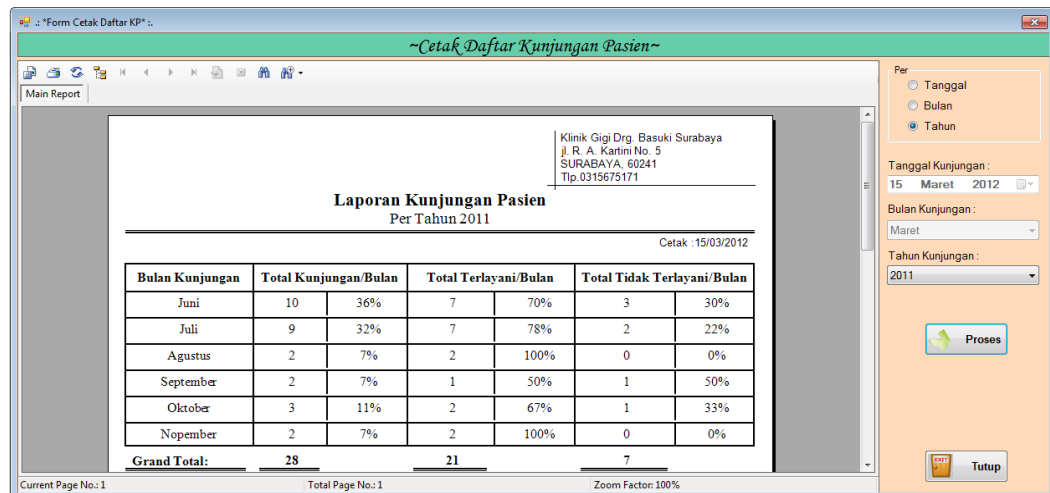 .: *Form Cetak Daftar KP* :.
~Cetak Daftar Kunjungan Pasien~
Main Report
Klinik Gigi Drg. Basuki Surabaya
jl. R. A. Kartini No. 5
SURABAYA, 60241
Tlp.0315675171
Laporan Kunjungan Pasien
Per Tahun 2011
Cetak :15/03/2012
Bulan Kunjungan Total Kunjungan/Bulan Total Terlayani/Bulan Total Tidak Terlayani/Bulan
Juni 10 36% 7 70% 3 30%
Juli 9 32% 7 78% 2 22%
Agustus 2 7% 2 100% 0 0%
September 2 7% 1 50% 1 50%
Oktober 3 11% 2 67% 1 33%
Nopember 2 7% 2 100% 0 0%
Grand Total: 28 21 7
Current Page No.: 1 Total Page No.: 1 Zoom Factor: 100%
Per
Tanggal
Bulan
Tahun
Tanggal Kunjungan :
15 Maret 2012
Bulan Kunjungan :
Maret
Tahun Kunjungan :
2011
Proses
EXIT
Tutup